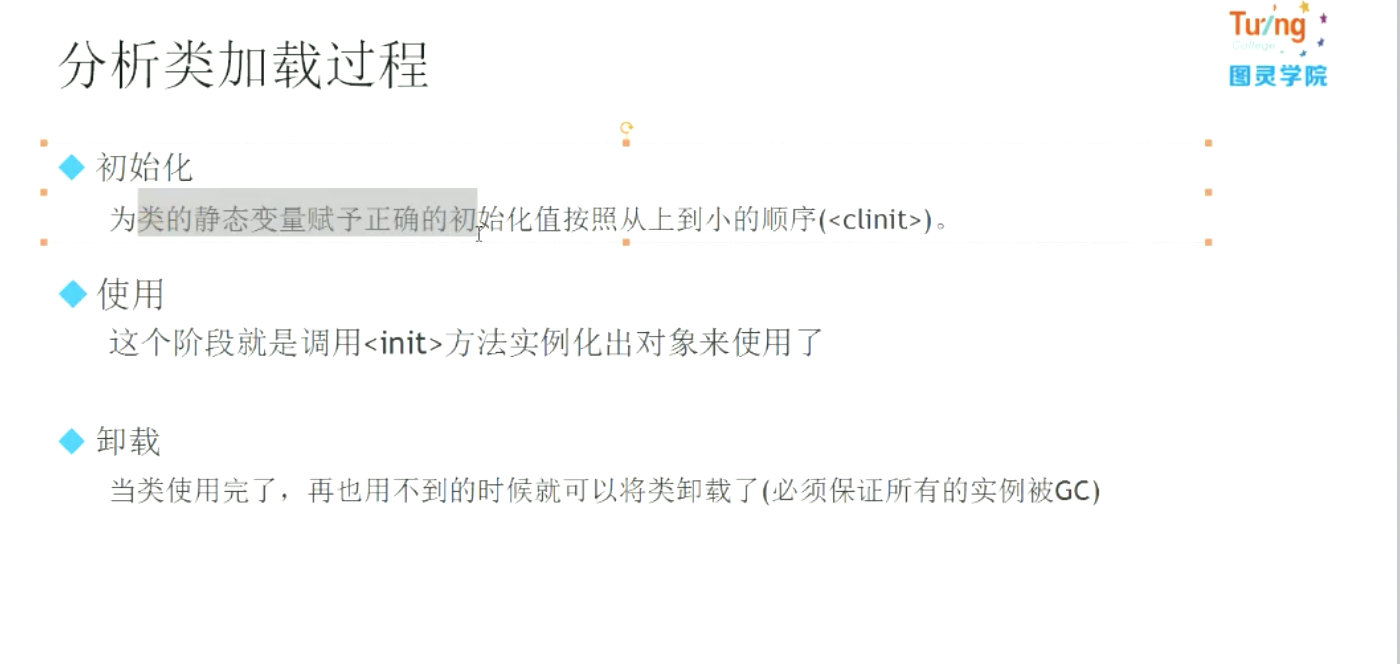 Turing
College
图灵学院
分析类加载过程
初始化
为类的静态变量赋予正确的初始化值按照从上到小的顺序(<clinit>)。
使用
这个阶段就是调用<init>方法实例化出对象来使用了
卸载
当类使用完了，再也用不到的时候就可以将类卸载了(必须保证所有的实例被GC)